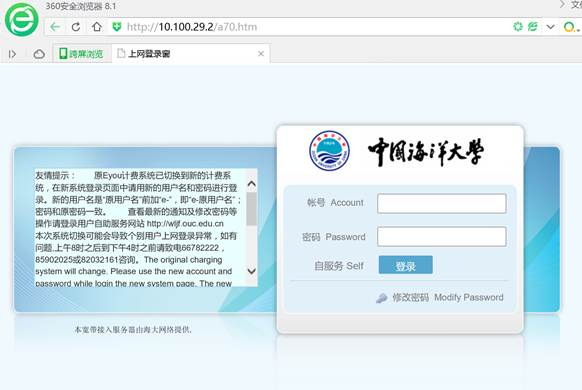 360安全浏览器 8.1
文件
http://10.100.29.2/a70.htm
跨屏浏览
上网登录窗
中国海洋大学
友情提示： 原Eyou计费系统已切换到新的计费系
统，在新系统登录页面中请用新的用户名和密码进行登
录。新的用户名是“原用户名”前加“e-”，即“e-原用户名”；
密码和原密码一致。 查看最新的通知及修改密码等
操作请登录用户自助服务网站 http://wljf.ouc.edu.cn
本次系统切换可能会导致个别用户上网登录异常，如有
问题,上午8时之后到下午4时之前请致电66782222，
85902025或82032161咨询。The original charging
system will change. Please use the new account and
password while login the new system page. The new
帐号 Account
密码 Password
自服务 Self
登录
修改密码 Modify Password
本宽带接入服务器由海大网络提供.